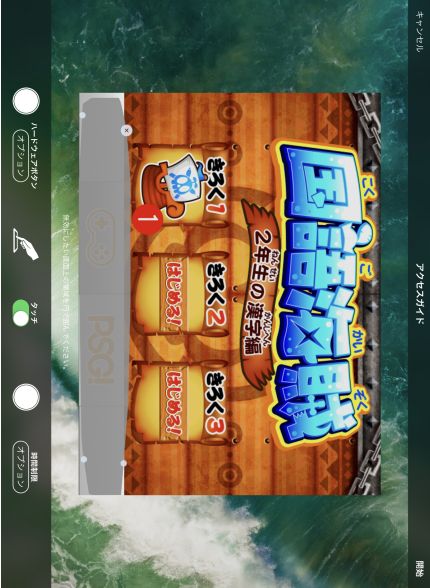 キャンセル
アクセスガイド
開始
こく ご かい ぞく
国語海賊
ねん せい かん じ へん
2年生の漢字編
きろく1
きろく2
きろく3
はじめる!
はじめる!
1
無効にしたい画面上の領域を円で囲んでください。
ハードウェアボタン
オプション
タッチ
時間制限
オプション